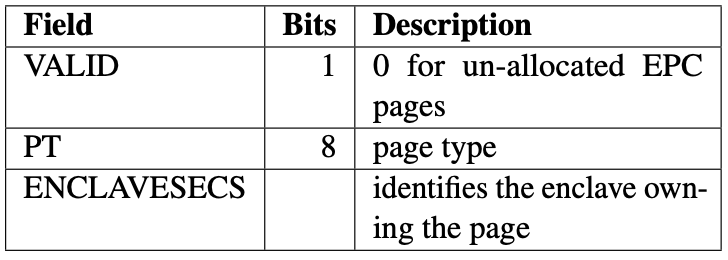 Field Bits Description
VALID 1 0 for un-allocated EPC
pages
PT 8 page type
ENCLAVESECS identifies the enclave own-
ing the page